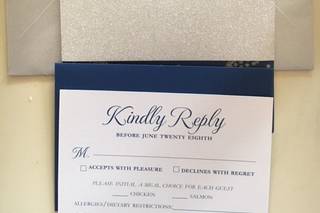 Kindly Reply
BEFORE JUNE TWENTY EIGHTH
M.
ACCEPTS WITH PLEASURE DECLINES WITH REGRET
PLEASE INITIAL A MEAL CHOICE FOR EACH GUEST
CHICKEN SALMON
ALLERGIES/DIETARY RESTRICTIONS